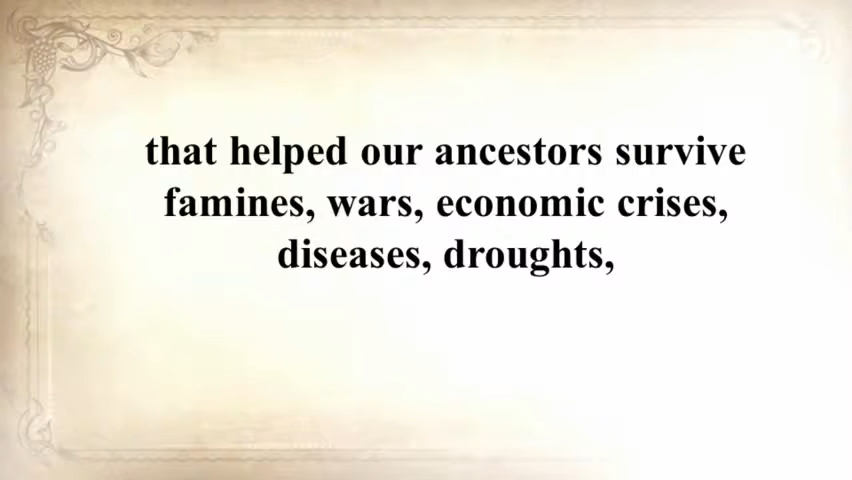 that helped our ancestors survive
famines, wars, economic crises,
diseases, droughts,